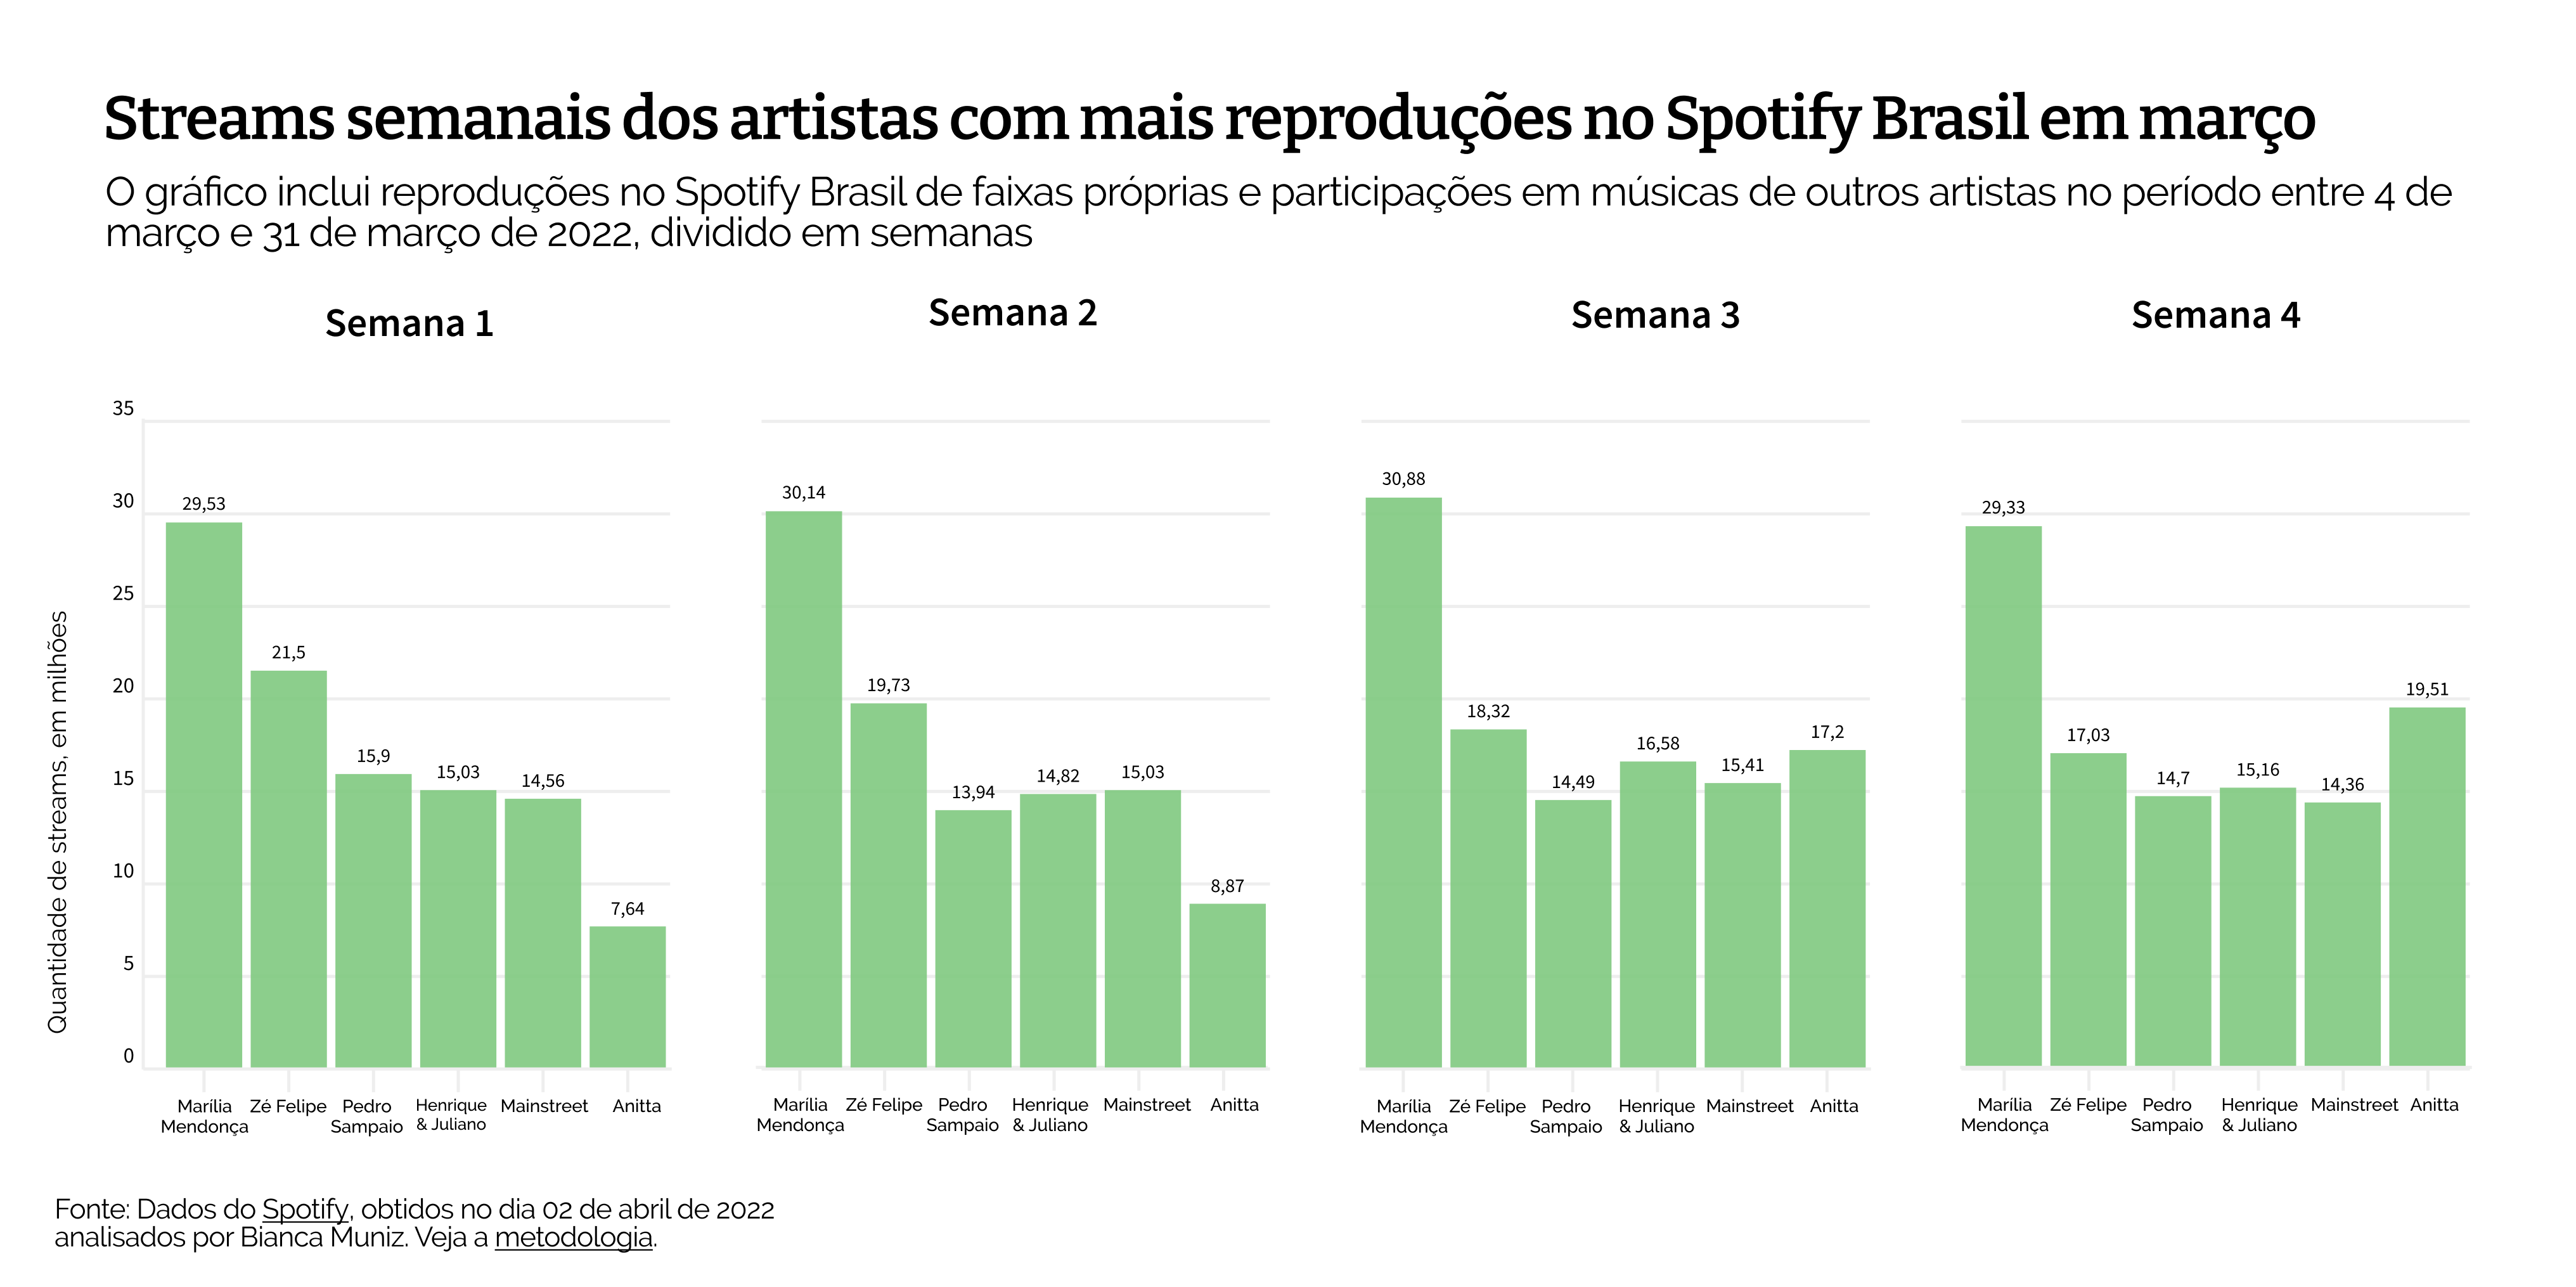 Streams semanais dos artistas com mais reproduções no Spotify Brasil em março
O gráfico inclui reproduções no Spotify Brasil de faixas próprias e participações em músicas de outros artistas no período entre 4 de
março e 31 de março de 2022, dividido em semanas
Semana 1
Quantidade de streams, em milhões
35
30
25
20
15
10
5
0
29,53
21,5
15,9
15,03
14,56
7,64
Marília
Mendonça
Zé Felipe
Pedro
Sampaio
Henrique
& Juliano
Mainstreet
Anitta
Semana 2
30,14
19,73
13,94
14,82
15,03
8,87
Marília
Mendonça
Zé Felipe
Pedro
Sampaio
Henrique
& Juliano
Mainstreet
Anitta
Semana 3
30,88
18,32
14,49
16,58
15,41
17,2
Marília
Mendonça
Zé Felipe
Pedro
Sampaio
Henrique
& Juliano
Mainstreet
Anitta
Semana 4
29,33
17,03
14,7
15,16
14,36
19,51
Marília
Mendonça
Zé Felipe
Pedro
Sampaio
Henrique
& Juliano
Mainstreet
Anitta
Fonte: Dados do Spotify, obtidos no dia 02 de abril de 2022
analisados por Bianca Muniz. Veja a metodologia.